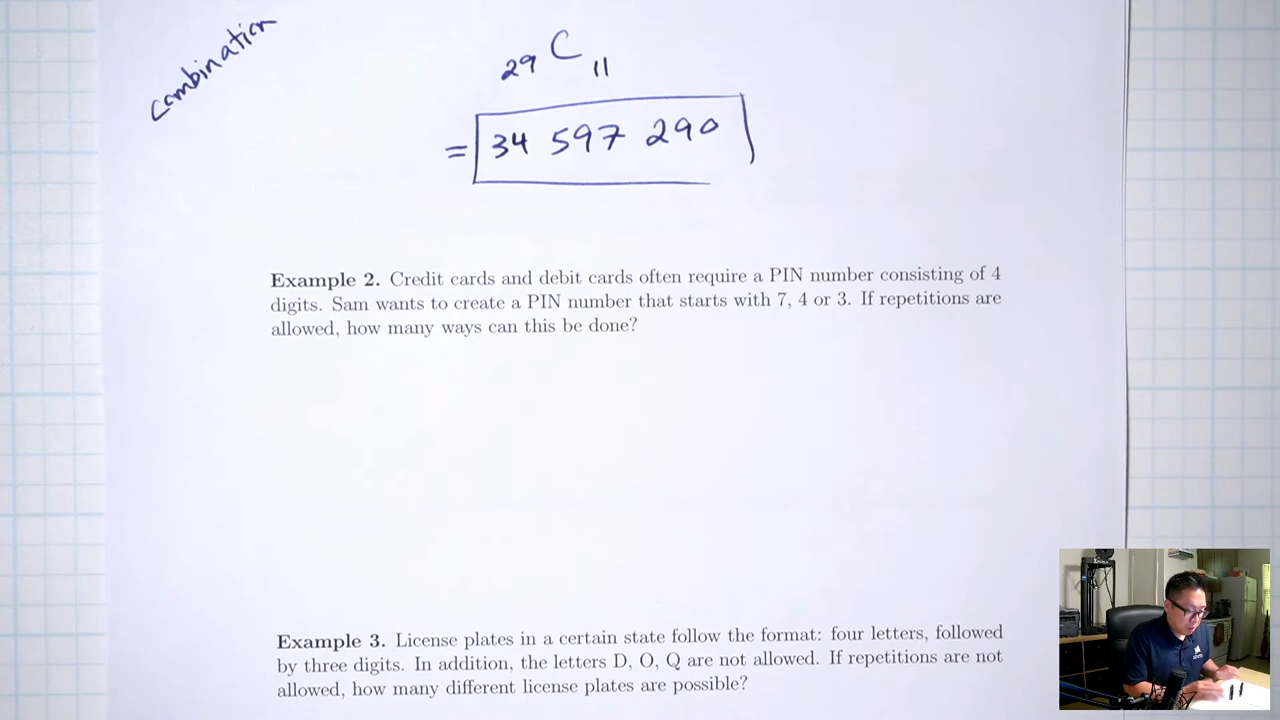 combination
29 C 11
= 34 597 290
Example 2. Credit cards and debit cards often require a PIN number consisting of 4
digits. Sam wants to create a PIN number that starts with 7, 4 or 3. If repetitions are
allowed, how many ways can this be done?
Example 3. License plates in a certain state follow the format: four letters, followed
by three digits. In addition, the letters D, O, Q are not allowed. If repetitions are not
allowed, how many different license plates are possible?